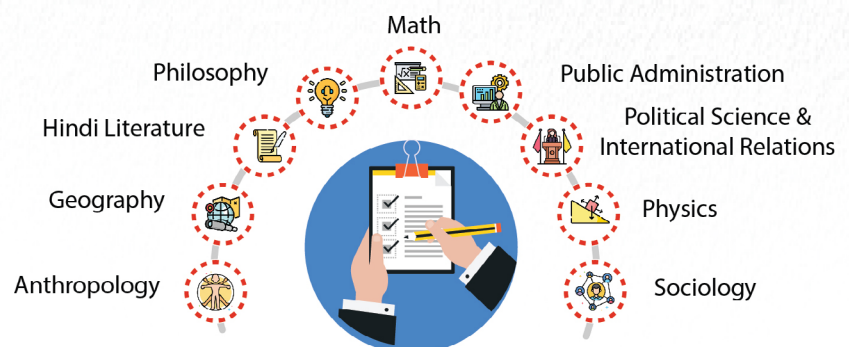 Math
Philosophy
Public Administration
Hindi Literature
Political Science &
International Relations
Geography
Physics
Anthropology
Sociology